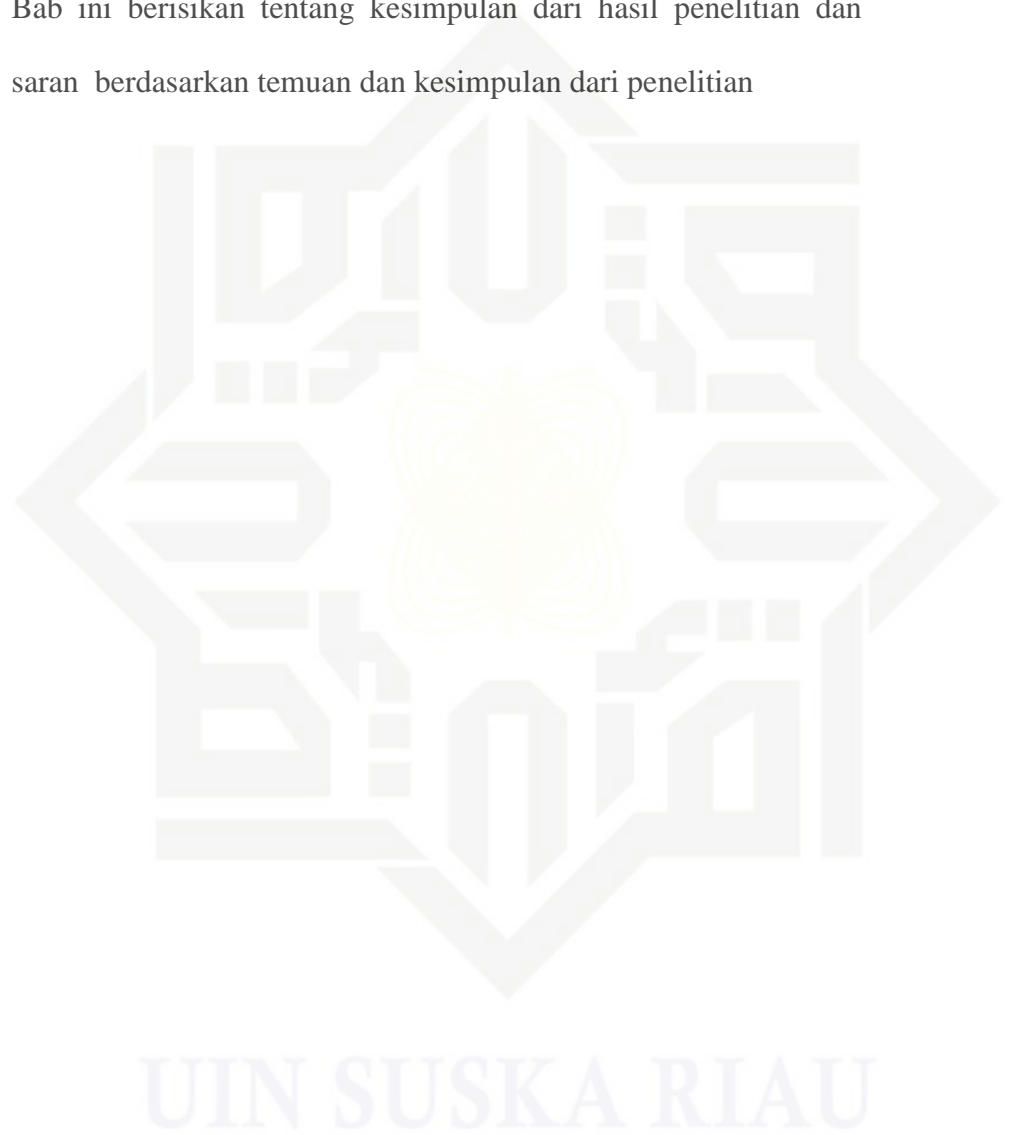 Bab ini berisikan tentang kesimpulan dari hasil penelitian dan
saran berdasarkan temuan dan kesimpulan dari penelitian
UIN SUSKA RIAU